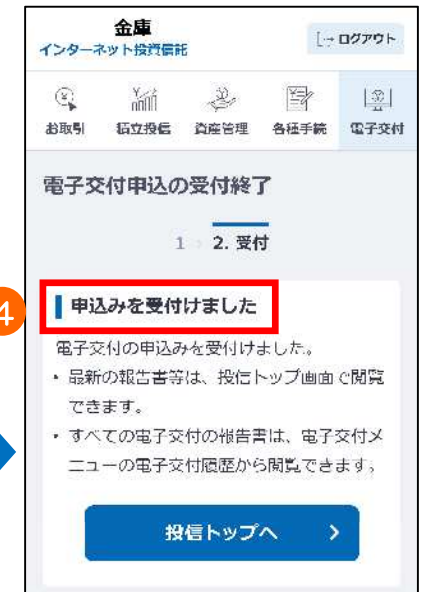 金庫
インターネット投資信託
ログアウト
お取引 積立投信 資産管理 各種手続 電子交付
電子交付申込の受付終了
1 2. 受付
4
申込みを受付けました
電子交付の申込みを受付けました。
・最新の報告書等は、投信トップ画面で閲覧
できます。
・すべての電子交付の報告書は、電子交付メ
ニューの電子交付履歴から閲覧できます。
投信トップへ